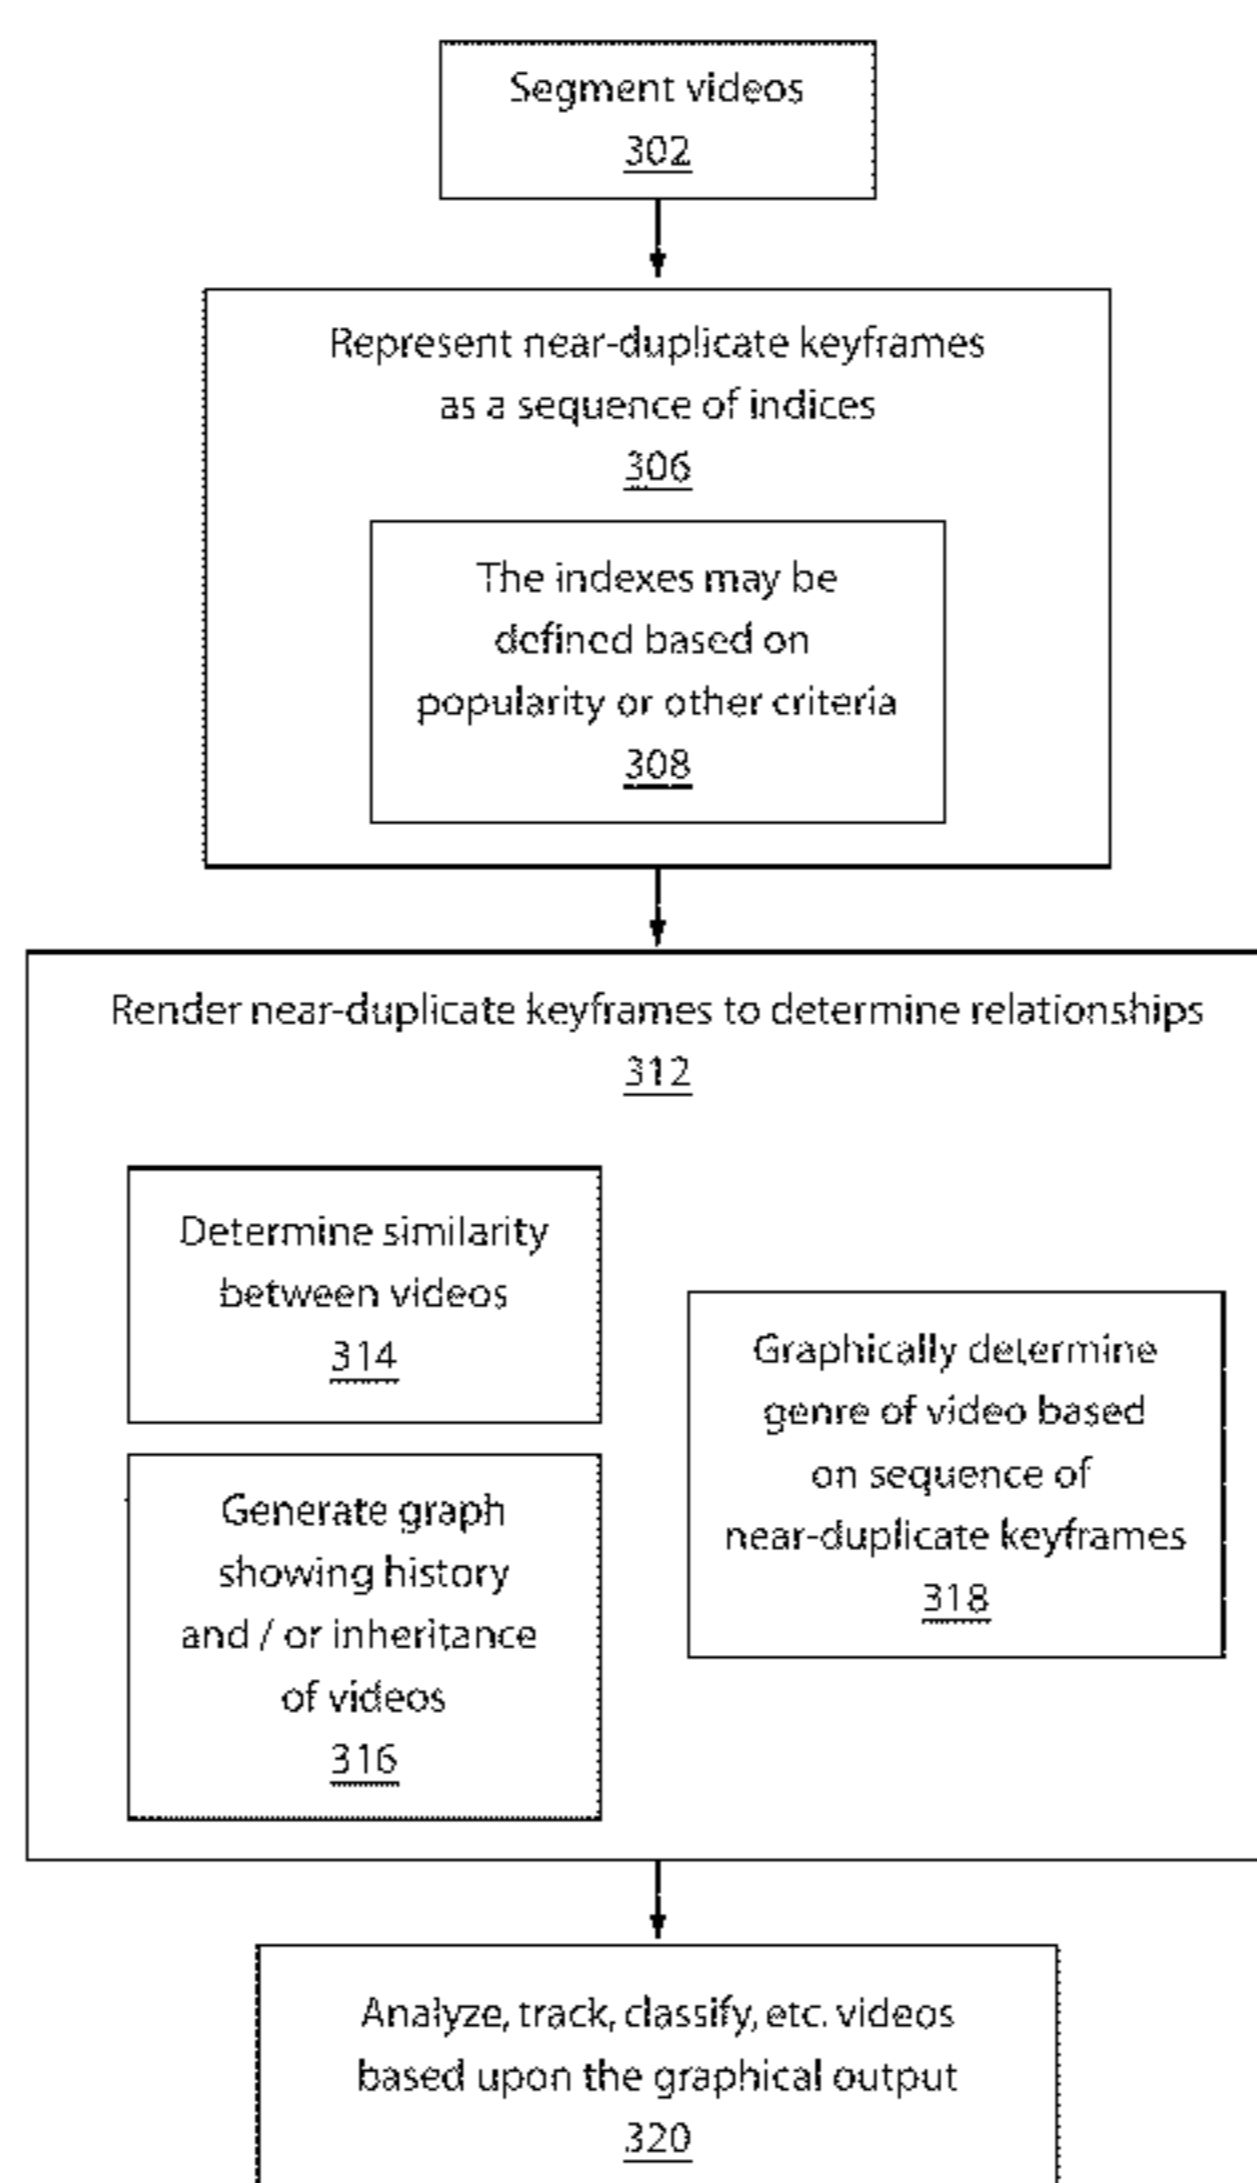 Segment videos
302
Represent near-duplicate keyframes
as a sequence of indices
306
The indexes may be
defined based on
popularity or other criteria
308
Render near-duplicate keyframes to determine relationships
312
Determine similarity
between videos
314
Generate graph
showing history
and / or inheritance
of videos
316
Graphically determine
genre of video based
on sequence of
near-duplicate keyframes
318
Analyze, track, classify, etc. videos
based upon the graphical output
320